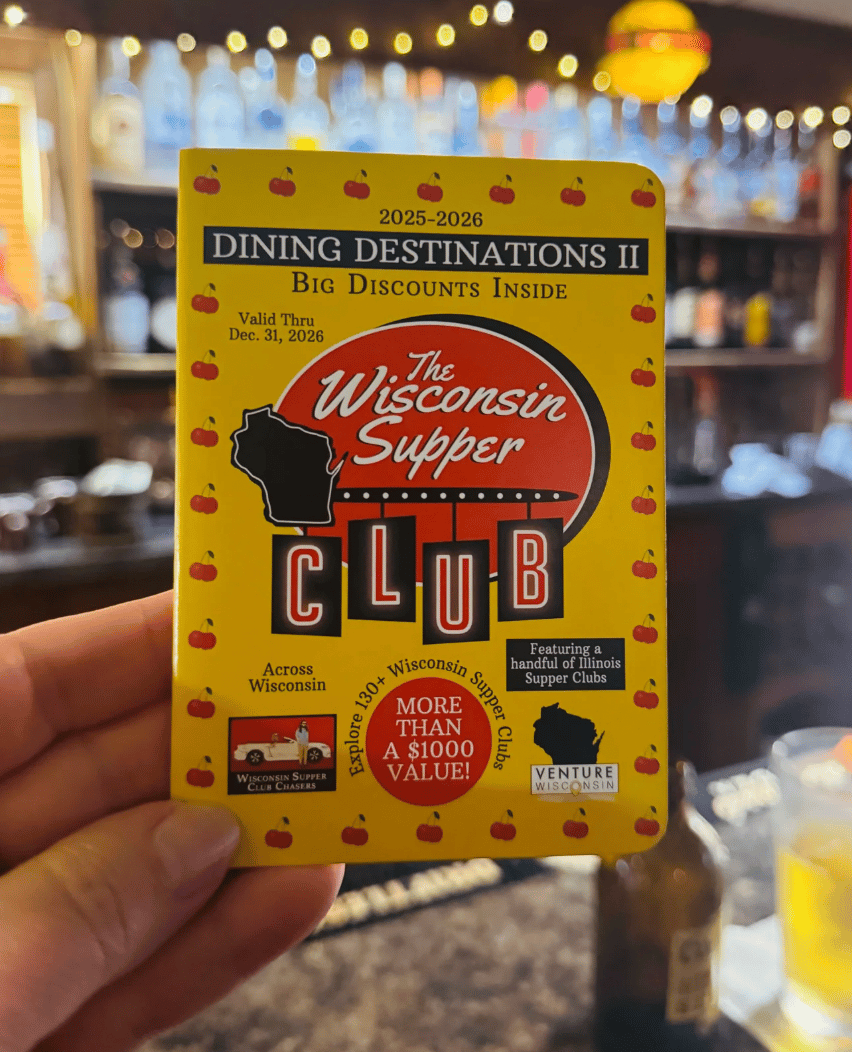 2025-2026
DINING DESTINATIONS II
BIG DISCOUNTS INSIDE
Valid Thru
Dec. 31, 2026
The
Wisconsin
Supper
CLUB
Across
Wisconsin
WISCONSIN SUPPER
CLUB CHASERS
Explore 130+ Wisconsin Supper Clubs
MORE
THAN
A $1000
VALUE!
Featuring a
handful of Illinois
Supper Clubs
VENTURE
WISCONSIN